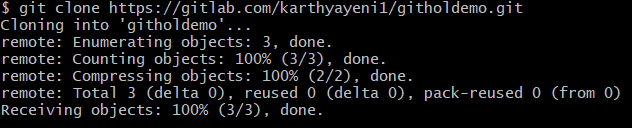 $ git clone https://gitlab.com/karthyayeni1/githoldemo.git
Cloning into 'githoldemo'...
remote: Enumerating objects: 3, done.
remote: Counting objects: 100% (3/3), done.
remote: Compressing objects: 100% (2/2), done.
remote: Total 3 (delta 0), reused 0 (delta 0), pack-reused 0 (from 0)
Receiving objects: 100% (3/3), done.